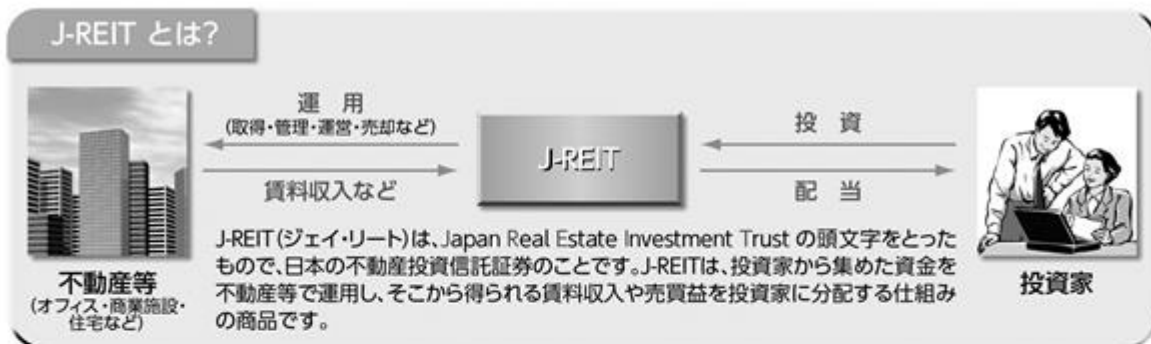 J-REIT とは?
運 用
(取得・管理・運営・売却など)
賃料収入など
J-REIT
投 資
配 当
不動産等
(オフィス・商業施設・
住宅など)
J-REIT(ジェイ・リート)は、Japan Real Estate Investment Trust の頭文字をとった
もので、日本の不動産投資信託証券のことです。J-REITは、投資家から集めた資金を
不動産等で運用し、そこから得られる賃料収入や売買益を投資家に分配する仕組み
の商品です。
投資家